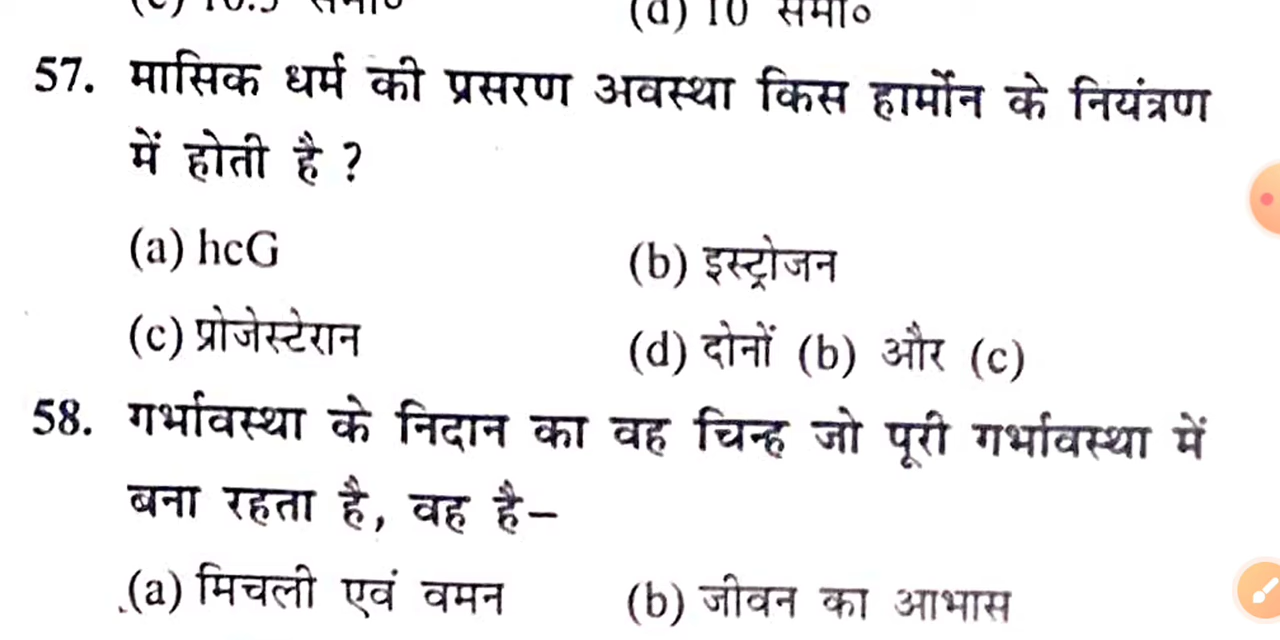 (d) 10 सेमी०
57. मासिक धर्म की प्रसरण अवस्था किस हार्मोन के नियंत्रण
में होती है ?
(a) hcG (b) इस्ट्रोजन
(c) प्रोजेस्टेरान (d) दोनों (b) और (c)
58. गर्भावस्था के निदान का वह चिन्ह जो पूरी गर्भावस्था में
बना रहता है, वह है–
(a) मिचली एवं वमन (b) जीवन का आभास